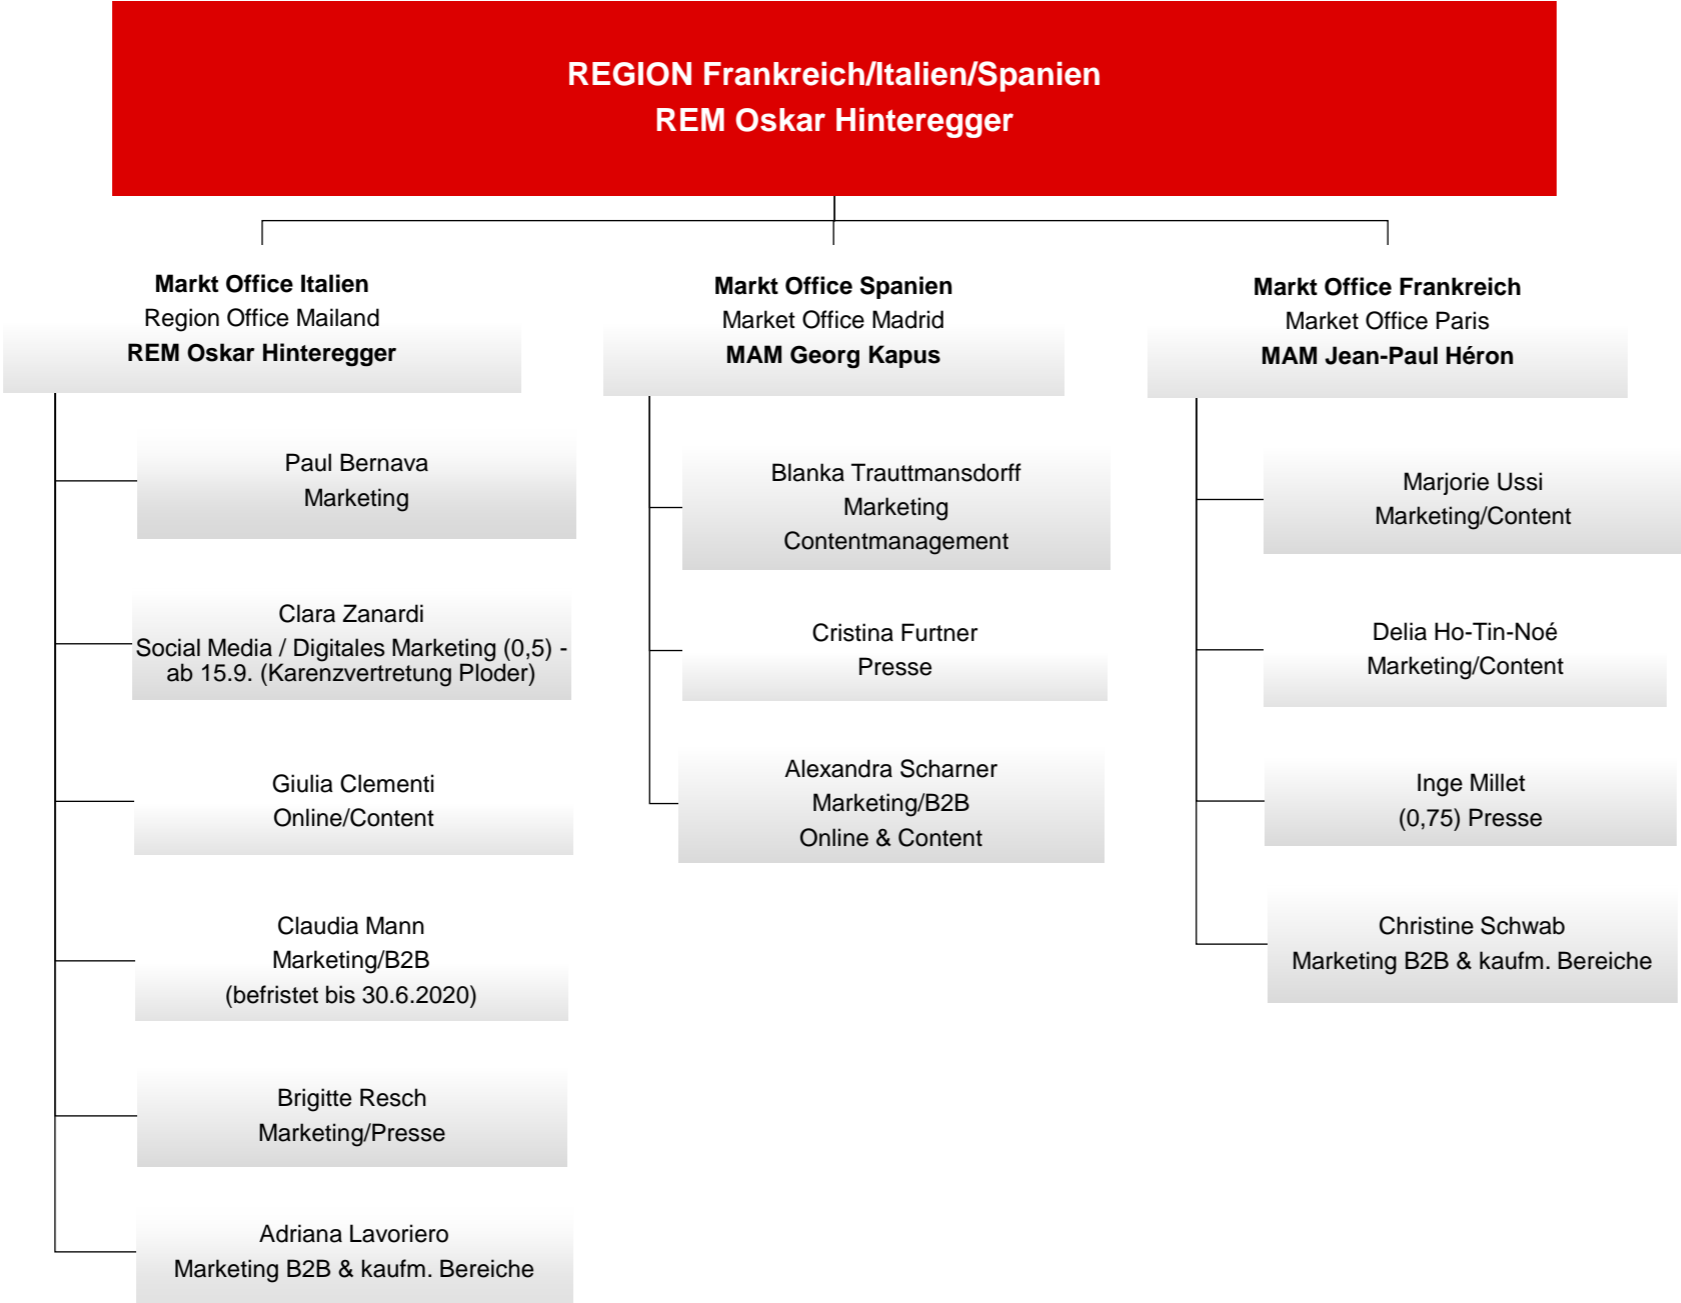 REGION Frankreich/Italien/Spanien
REM Oskar Hinteregger
Markt Office Italien
Region Office Mailand
REM Oskar Hinteregger
Paul Bernava
Marketing
Clara Zanardi
Social Media / Digitales Marketing (0,5) -
ab 15.9. (Karenzvertretung Ploder)
Giulia Clementi
Online/Content
Claudia Mann
Marketing/B2B
(befristet bis 30.6.2020)
Brigitte Resch
Marketing/Presse
Adriana Lavoriero
Marketing B2B & kaufm. Bereiche
Markt Office Spanien
Market Office Madrid
MAM Georg Kapus
Blanka Trauttmansdorff
Marketing
Contentmanagement
Cristina Furtner
Presse
Alexandra Scharner
Marketing/B2B
Online & Content
Markt Office Frankreich
Market Office Paris
MAM Jean-Paul Héron
Marjorie Ussi
Marketing/Content
Delia Ho-Tin-Noé
Marketing/Content
Inge Millet
(0,75) Presse
Christine Schwab
Marketing B2B & kaufm. Bereiche